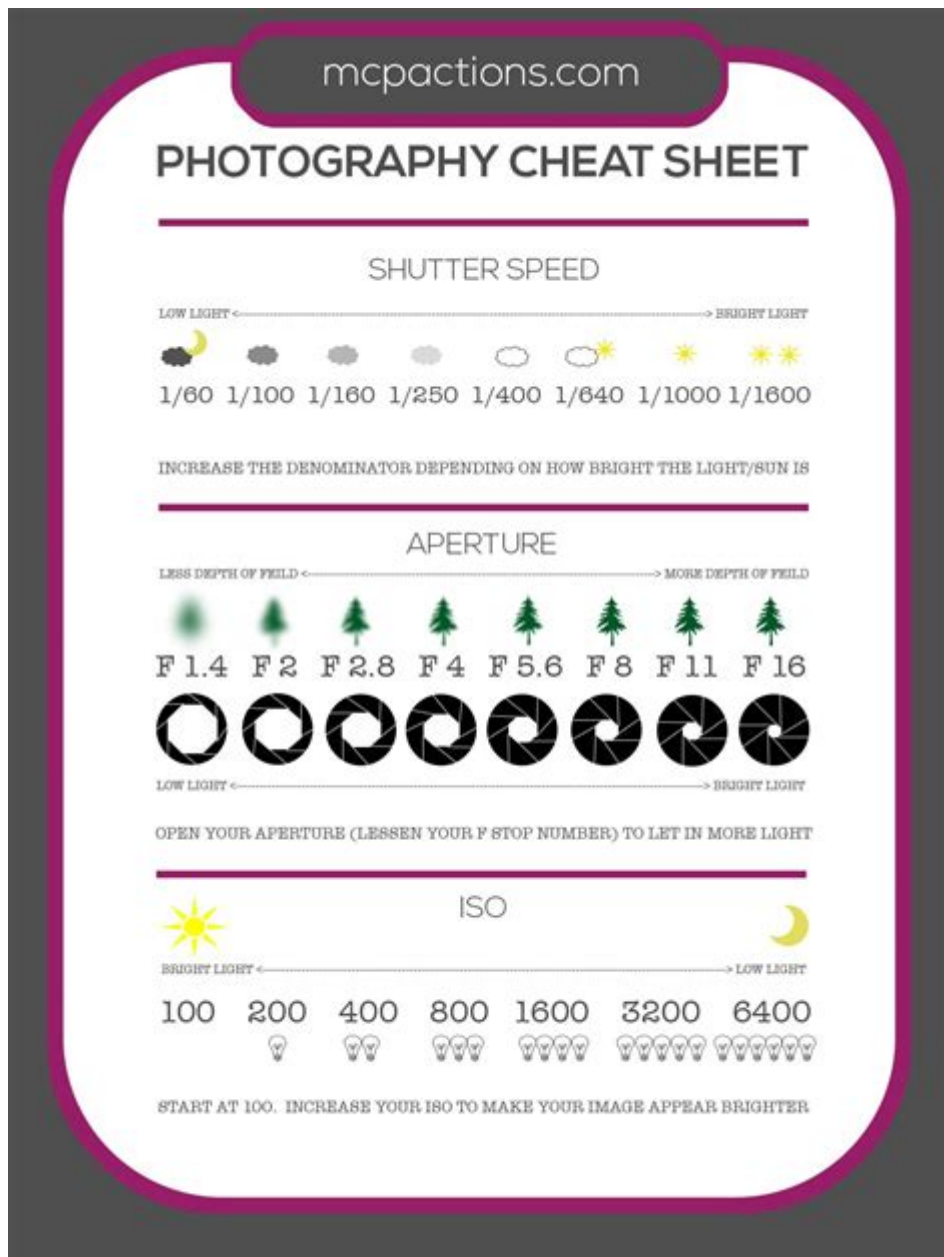 mcpactions.com
PHOTOGRAPHY CHEAT SHEET
SHUTTER SPEED
LOW LIGHT BRIGHT LIGHT
1/60 1/100 1/160 1/250 1/400 1/640 1/1000 1/1600
INCREASE THE DENOMINATOR DEPENDING ON HOW BRIGHT THE LIGHT/SUN IS
APERTURE
LESS DEPTH OF FEILD MORE DEPTH OF FEILD
F 1.4 F 2 F 2.8 F 4 F 5.6 F 8 F 11 F 16
LOW LIGHT BRIGHT LIGHT
OPEN YOUR APERTURE (LESSEN YOUR F STOP NUMBER) TO LET IN MORE LIGHT
ISO
BRIGHT LIGHT LOW LIGHT
100 200 400 800 1600 3200 6400
START AT 100. INCREASE YOUR ISO TO MAKE YOUR IMAGE APPEAR BRIGHTER